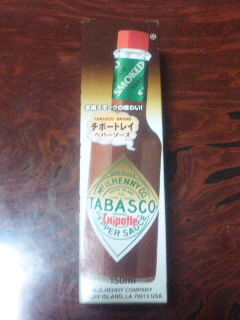 ®
SMOKED
本格スモークの味わい!
TABASCO® BRAND
チポートレイ
ペパーソース
McILHENNY CO.
TABASCO
BRAND
Chipotle
PEPPER SAUCE
150ml
McILHENNY COMPANY
AVERY ISLAND, LA 70513 USA